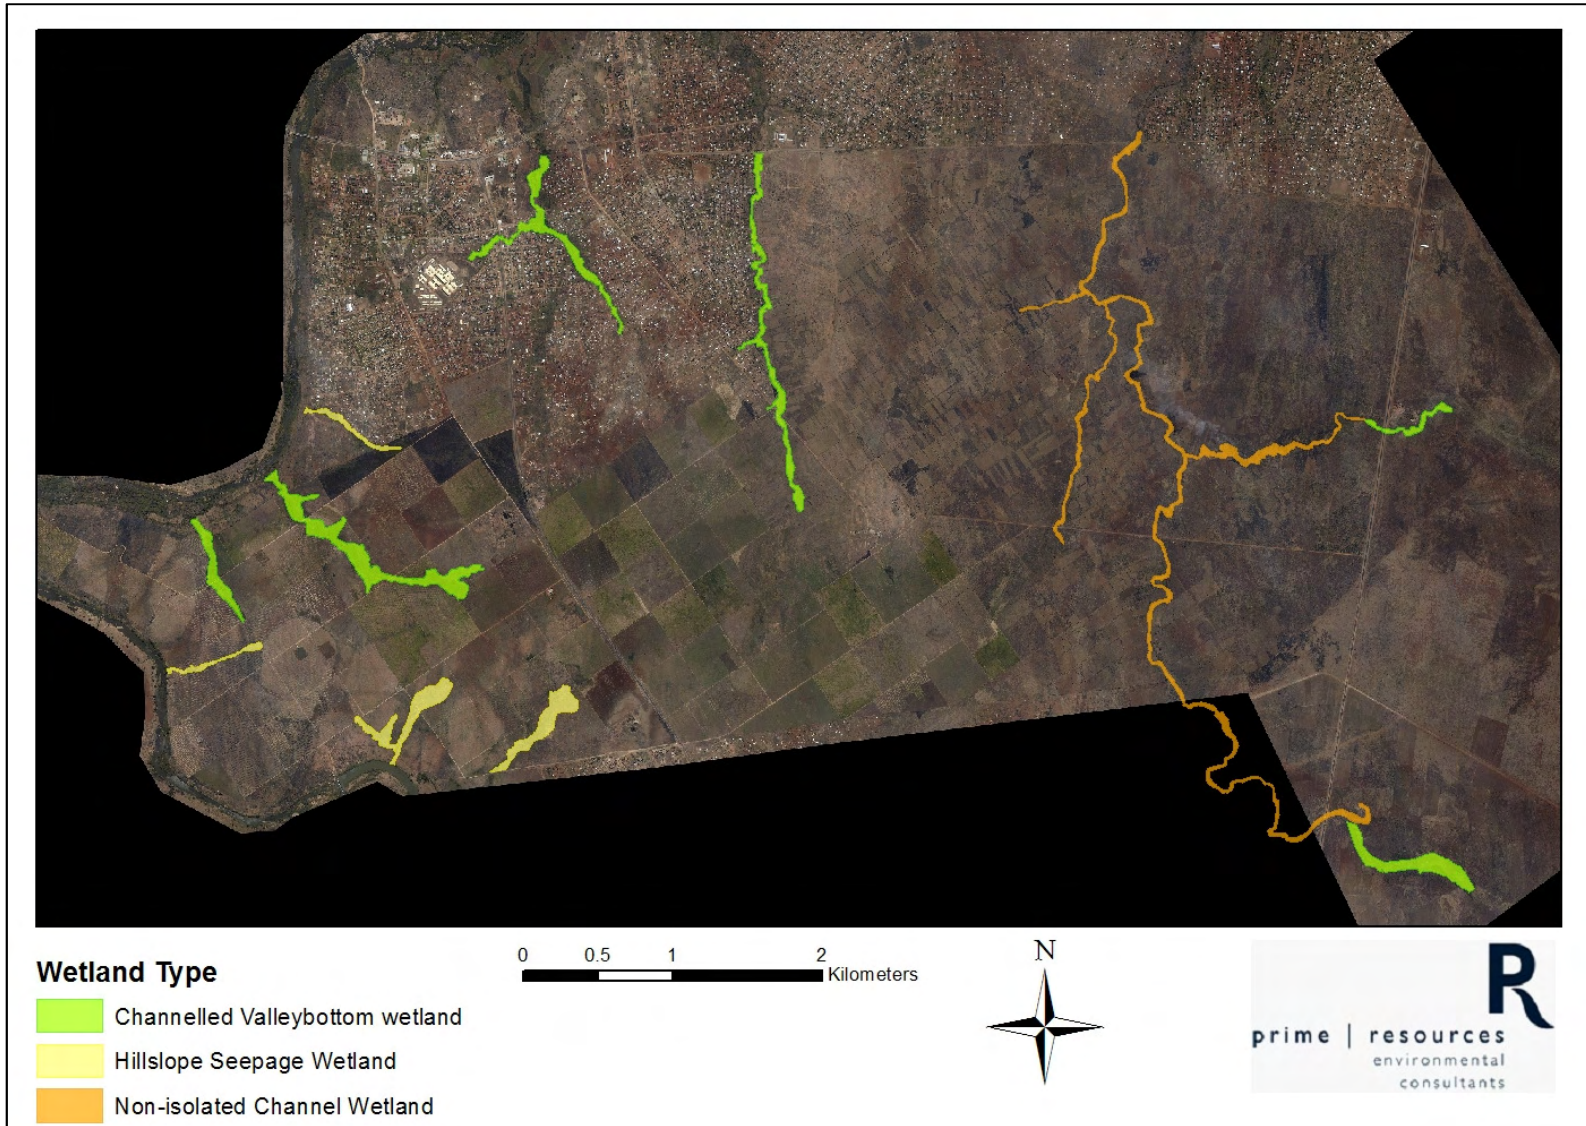 Wetland Type
Channelled Valleybottom wetland
Hillslope Seepage Wetland
Non-isolated Channel Wetland
0 0.5 1 2
Kilometers
N
R
prime | resources
environmental
consultants